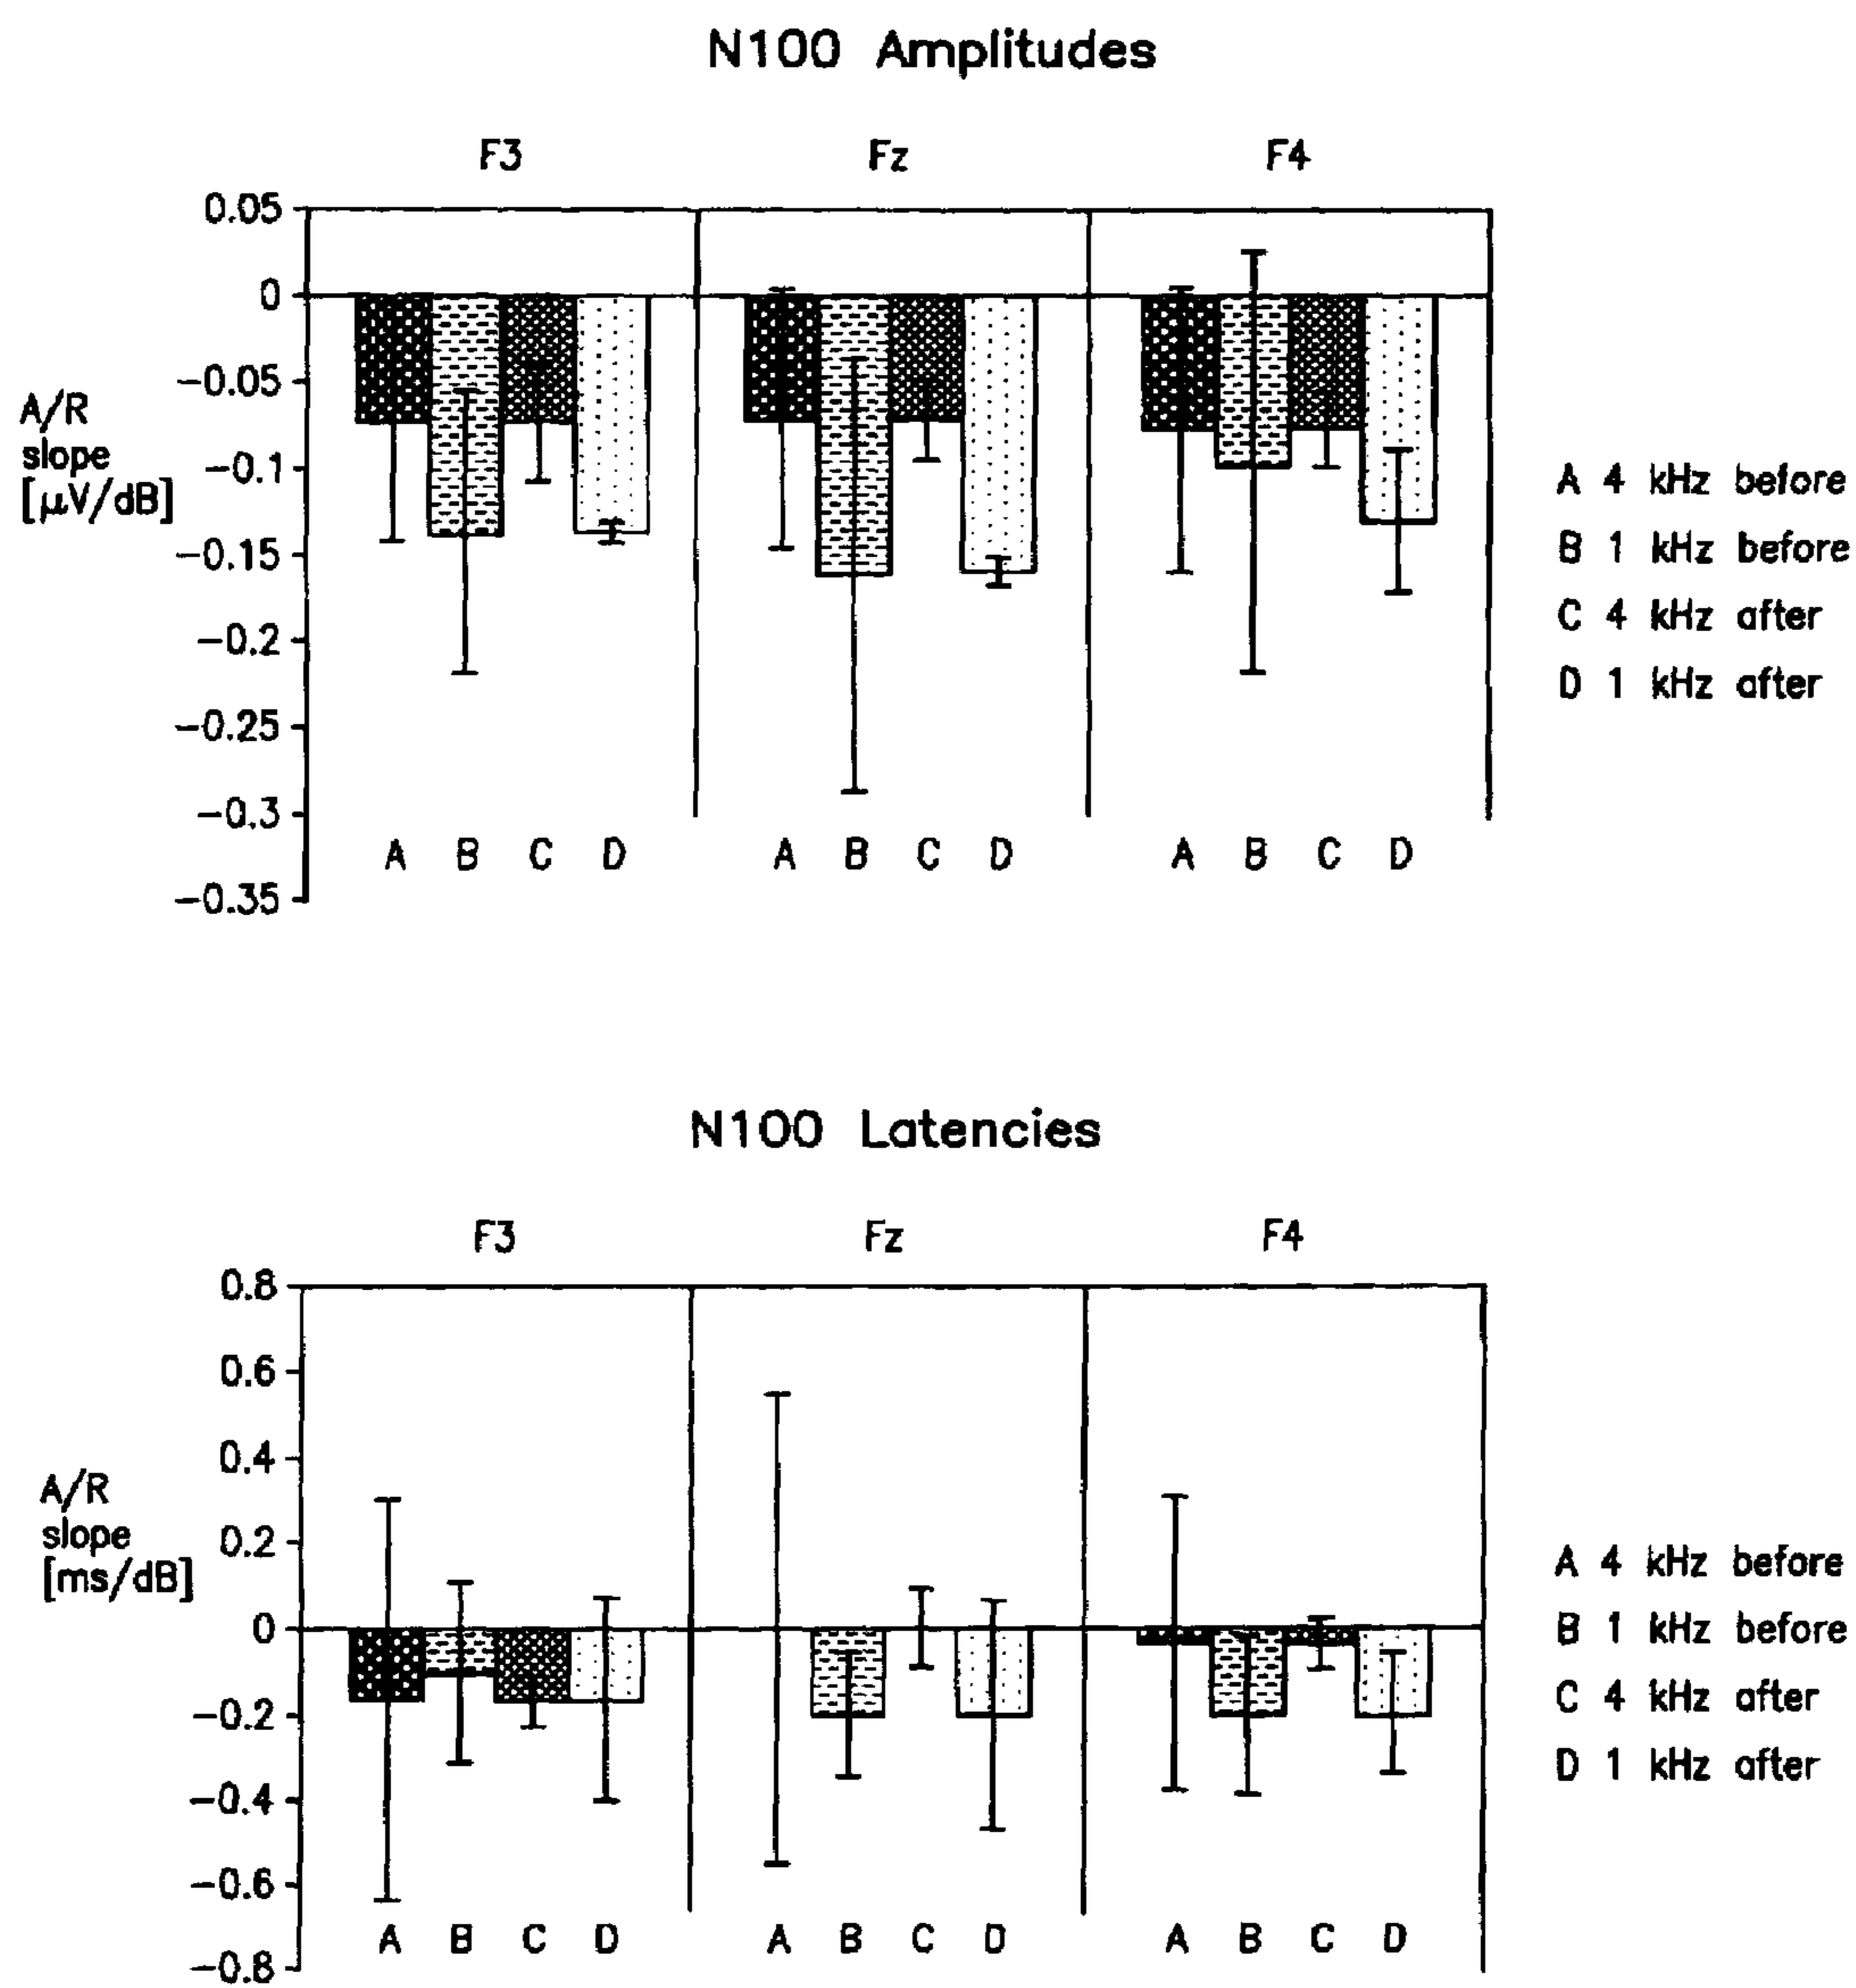 N100 Amplitudes
F3 Fz F4
0.05
0
−0.05
−0.1
−0.15
−0.2
−0.25
−0.3
−0.35
A/R
slope
[μV/dB]
A B C D A B C D A B C D
A 4 kHz before
B 1 kHz before
C 4 kHz after
D 1 kHz after
N100 Latencies
F3 Fz F4
0.8
0.6
0.4
0.2
0
−0.2
−0.4
−0.6
−0.8
A/R
slope
[ms/dB]
A B C D A B C D A B C D
A 4 kHz before
B 1 kHz before
C 4 kHz after
D 1 kHz after